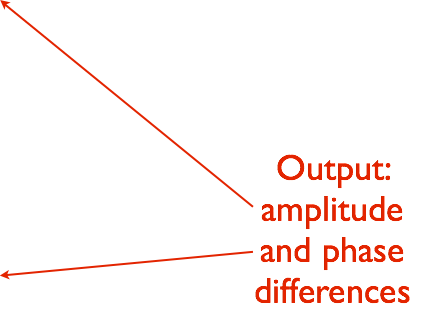 Output:
amplitude
and phase
differences